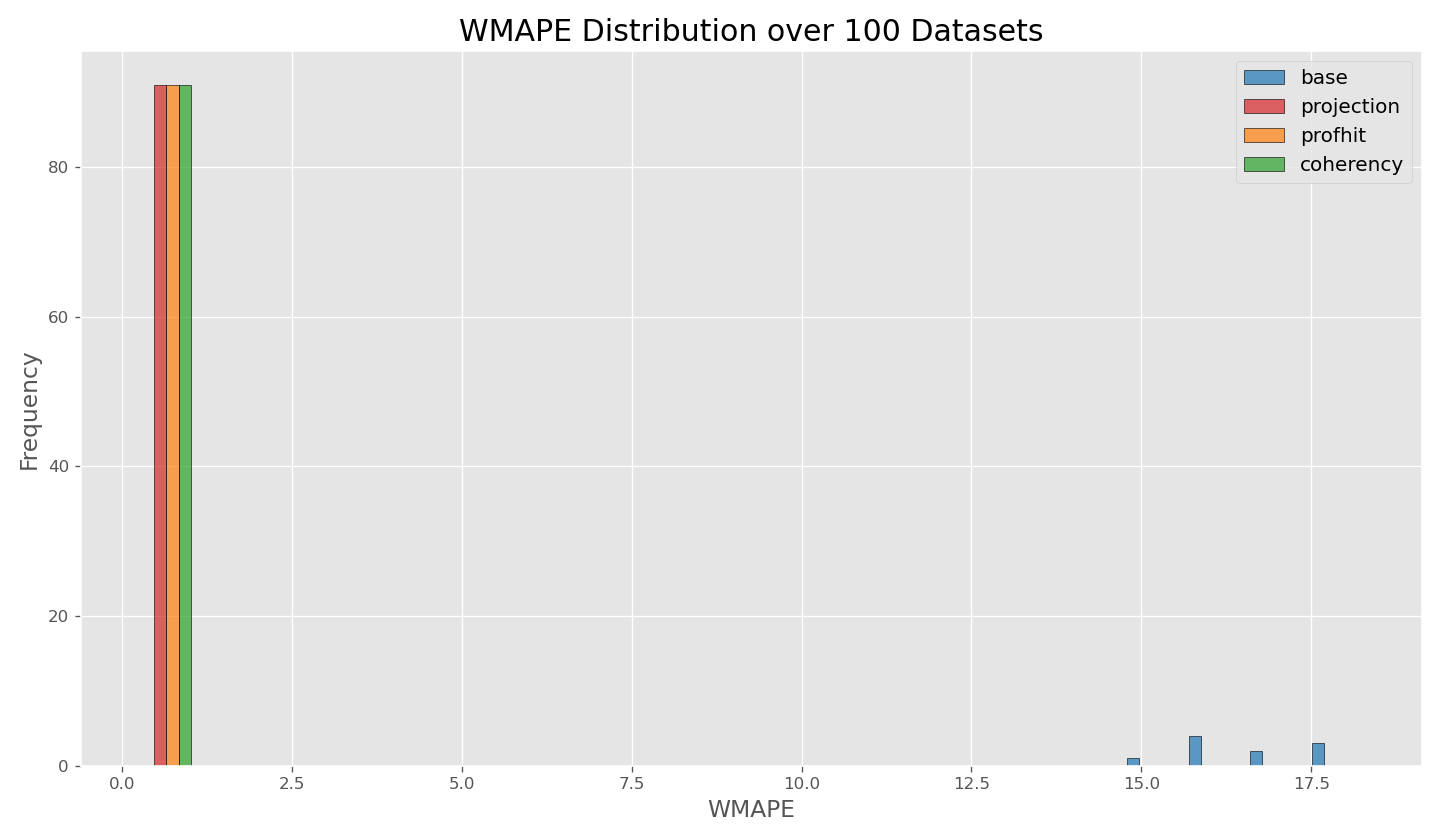 WMAPE Distribution over 100 Datasets
base
projection
profhit
coherency
Frequency
80
60
40
20
0
0.0 2.5 5.0 7.5 10.0 12.5 15.0 17.5
WMAPE